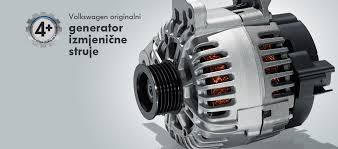 4+
Volkswagen originalni
generator
izmjenične
struje